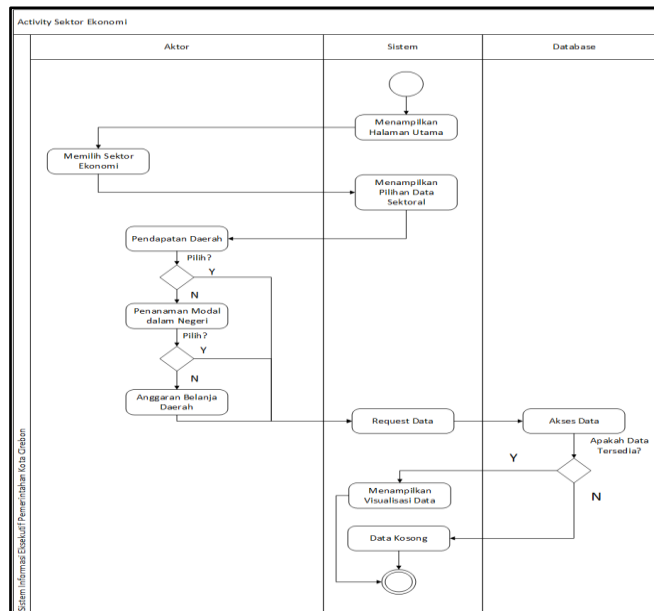 Activity Sektor Ekonomi
Sistem Informasi Eksekutif Pemerintahan Kota Cirebon
Aktor
Sistem
Database
Menampilkan
Halaman Utama
Memilih Sektor
Ekonomi
Menampilkan
Pilihan Data
Sektoral
Pendapatan Daerah
Pilih?
Y
N
Penanaman Modal
dalam Negeri
Pilih?
Y
N
Anggaran Belanja
Daerah
Request Data
Akses Data
Apakah Data
Tersedia?
Y
N
Menampilkan
Visualisasi Data
Data Kosong